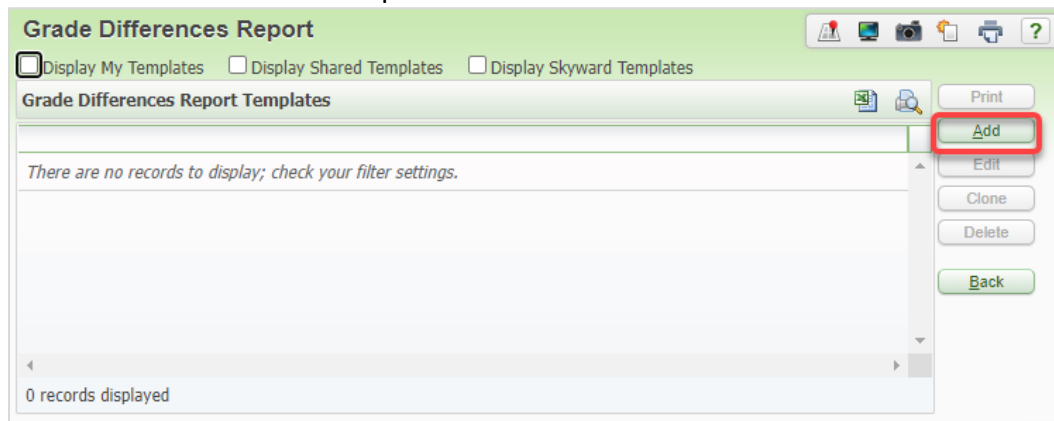 Grade Differences Report
?
Display My Templates Display Shared Templates Display Skyward Templates
Grade Differences Report Templates
Print
Add
There are no records to display; check your filter settings.
Edit
Clone
Delete
Back
0 records displayed